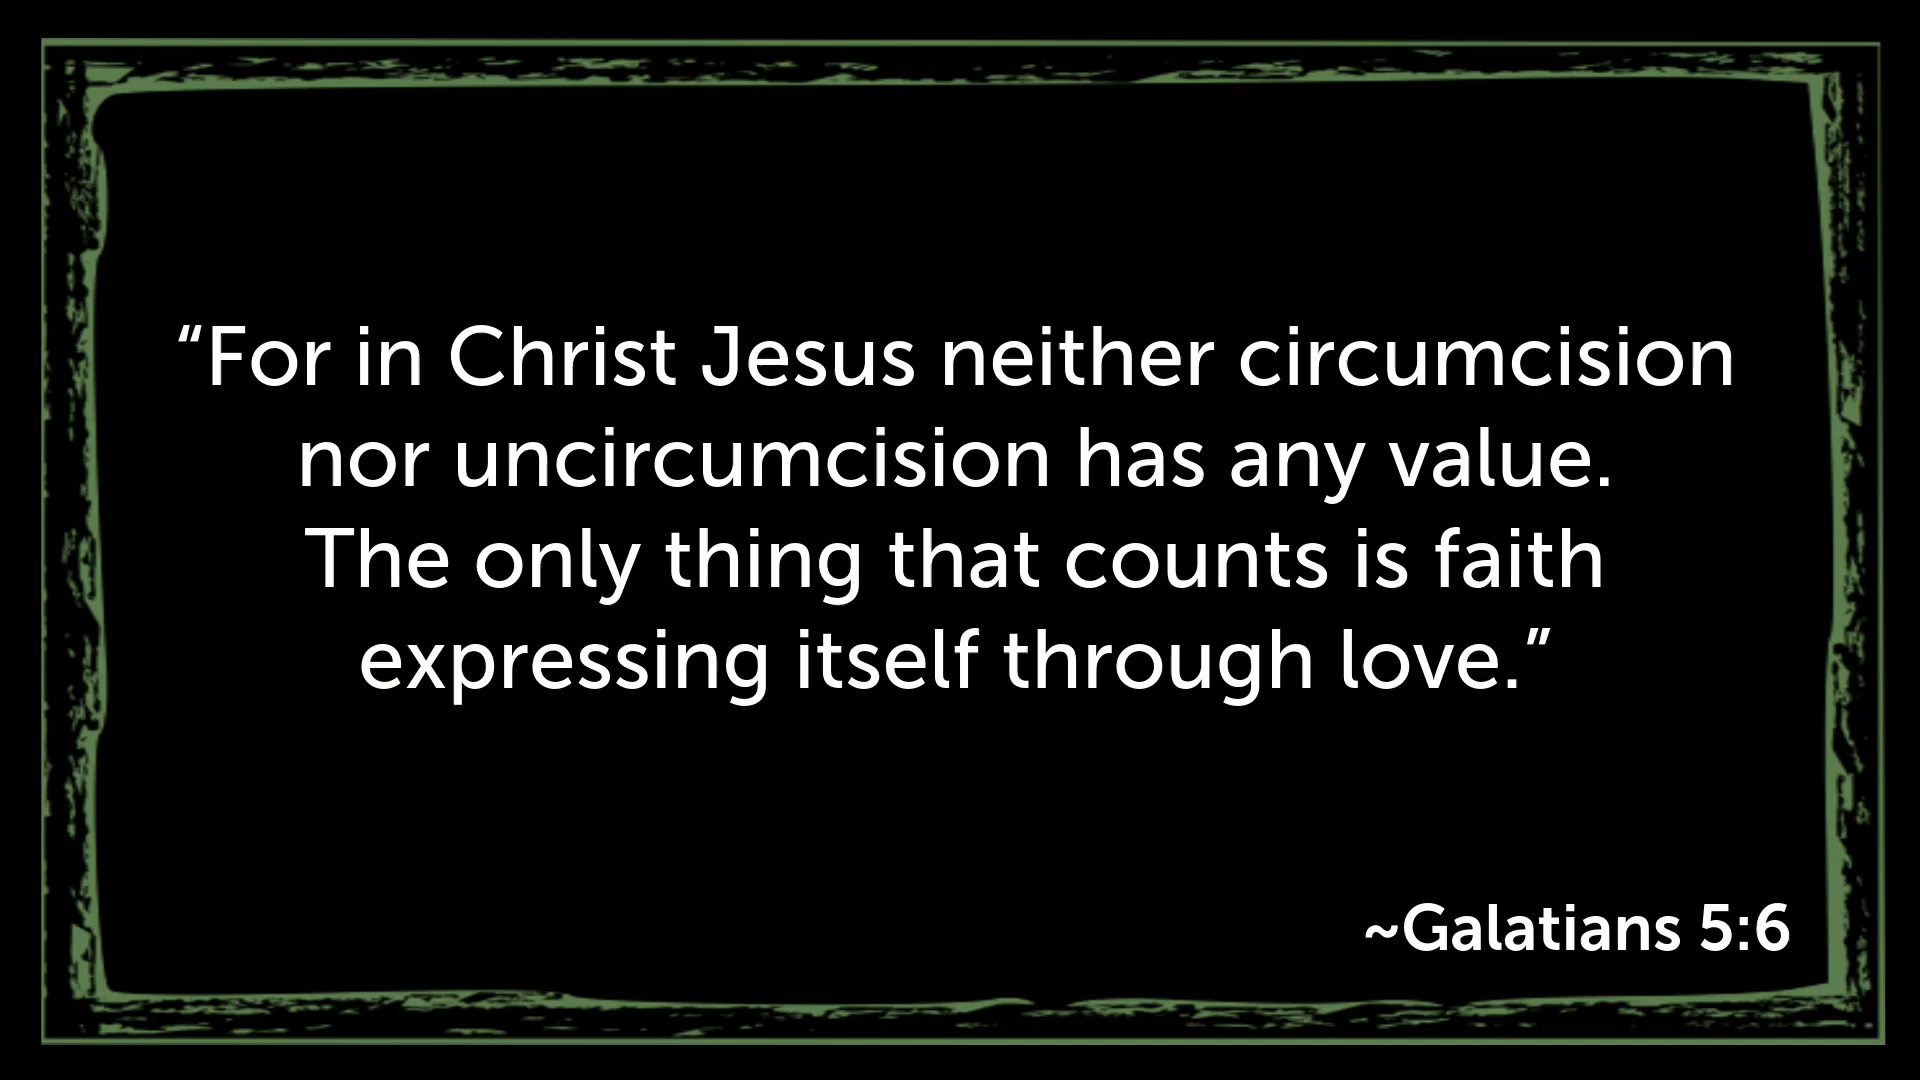 “For in Christ Jesus neither circumcision
nor uncircumcision has any value.
The only thing that counts is faith
expressing itself through love.”
~Galatians 5:6